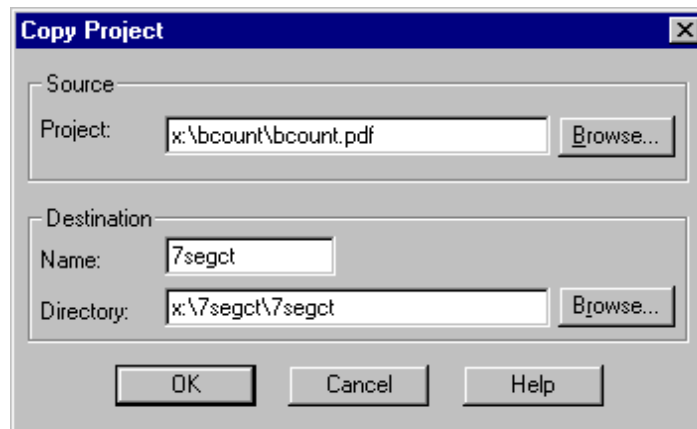 Copy Project
Source
Project: x:\bcount\bcount.pdf Browse...
Destination
Name: 7segct
Directory: x:\7segct\7segct Browse...
OK Cancel Help